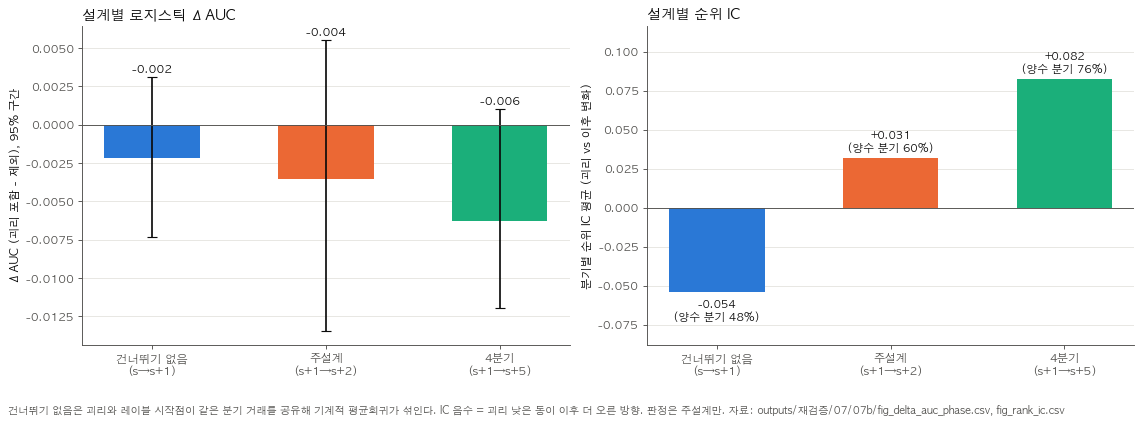 설계별 로지스틱 Δ AUC
Δ AUC (괴리 포함 - 제외), 95% 구간
0.0050
0.0025
0.0000
-0.0025
-0.0050
-0.0075
-0.0100
-0.0125
-0.002
-0.004
-0.006
건너뛰기 없음
(s→s+1)
주설계
(s+1→s+2)
4분기
(s+1→s+5)
설계별 순위 IC
분기별 순위 IC 평균 (괴리 vs 이후 변화)
0.100
0.075
0.050
0.025
0.000
-0.025
-0.050
-0.075
-0.054
(양수 분기 48%)
+0.031
(양수 분기 60%)
+0.082
(양수 분기 76%)
건너뛰기 없음
(s→s+1)
주설계
(s+1→s+2)
4분기
(s+1→s+5)
건너뛰기 없음은 괴리와 레이블 시작점이 같은 분기 거래를 공유해 기계적 평균회귀가 섞인다. IC 음수 = 괴리 낮은 동이 이후 더 오른 방향. 판정은 주설계만. 자료: outputs/재검증/07/07b/fig_delta_auc_phase.csv, fig_rank_ic.csv